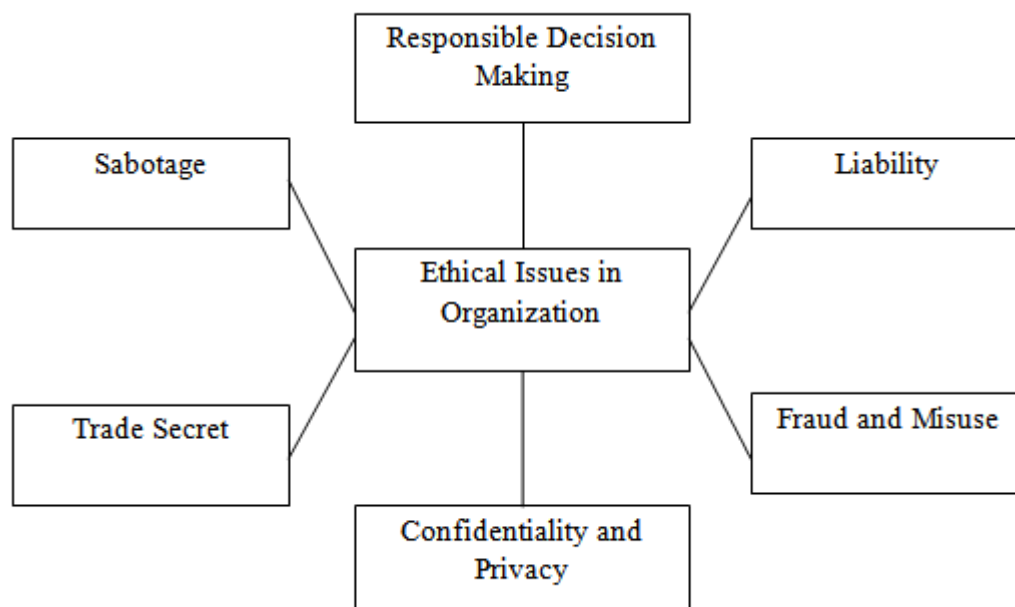 Responsible Decision
Making
Sabotage
Liability
Ethical Issues in
Organization
Trade Secret
Fraud and Misuse
Confidentiality and
Privacy